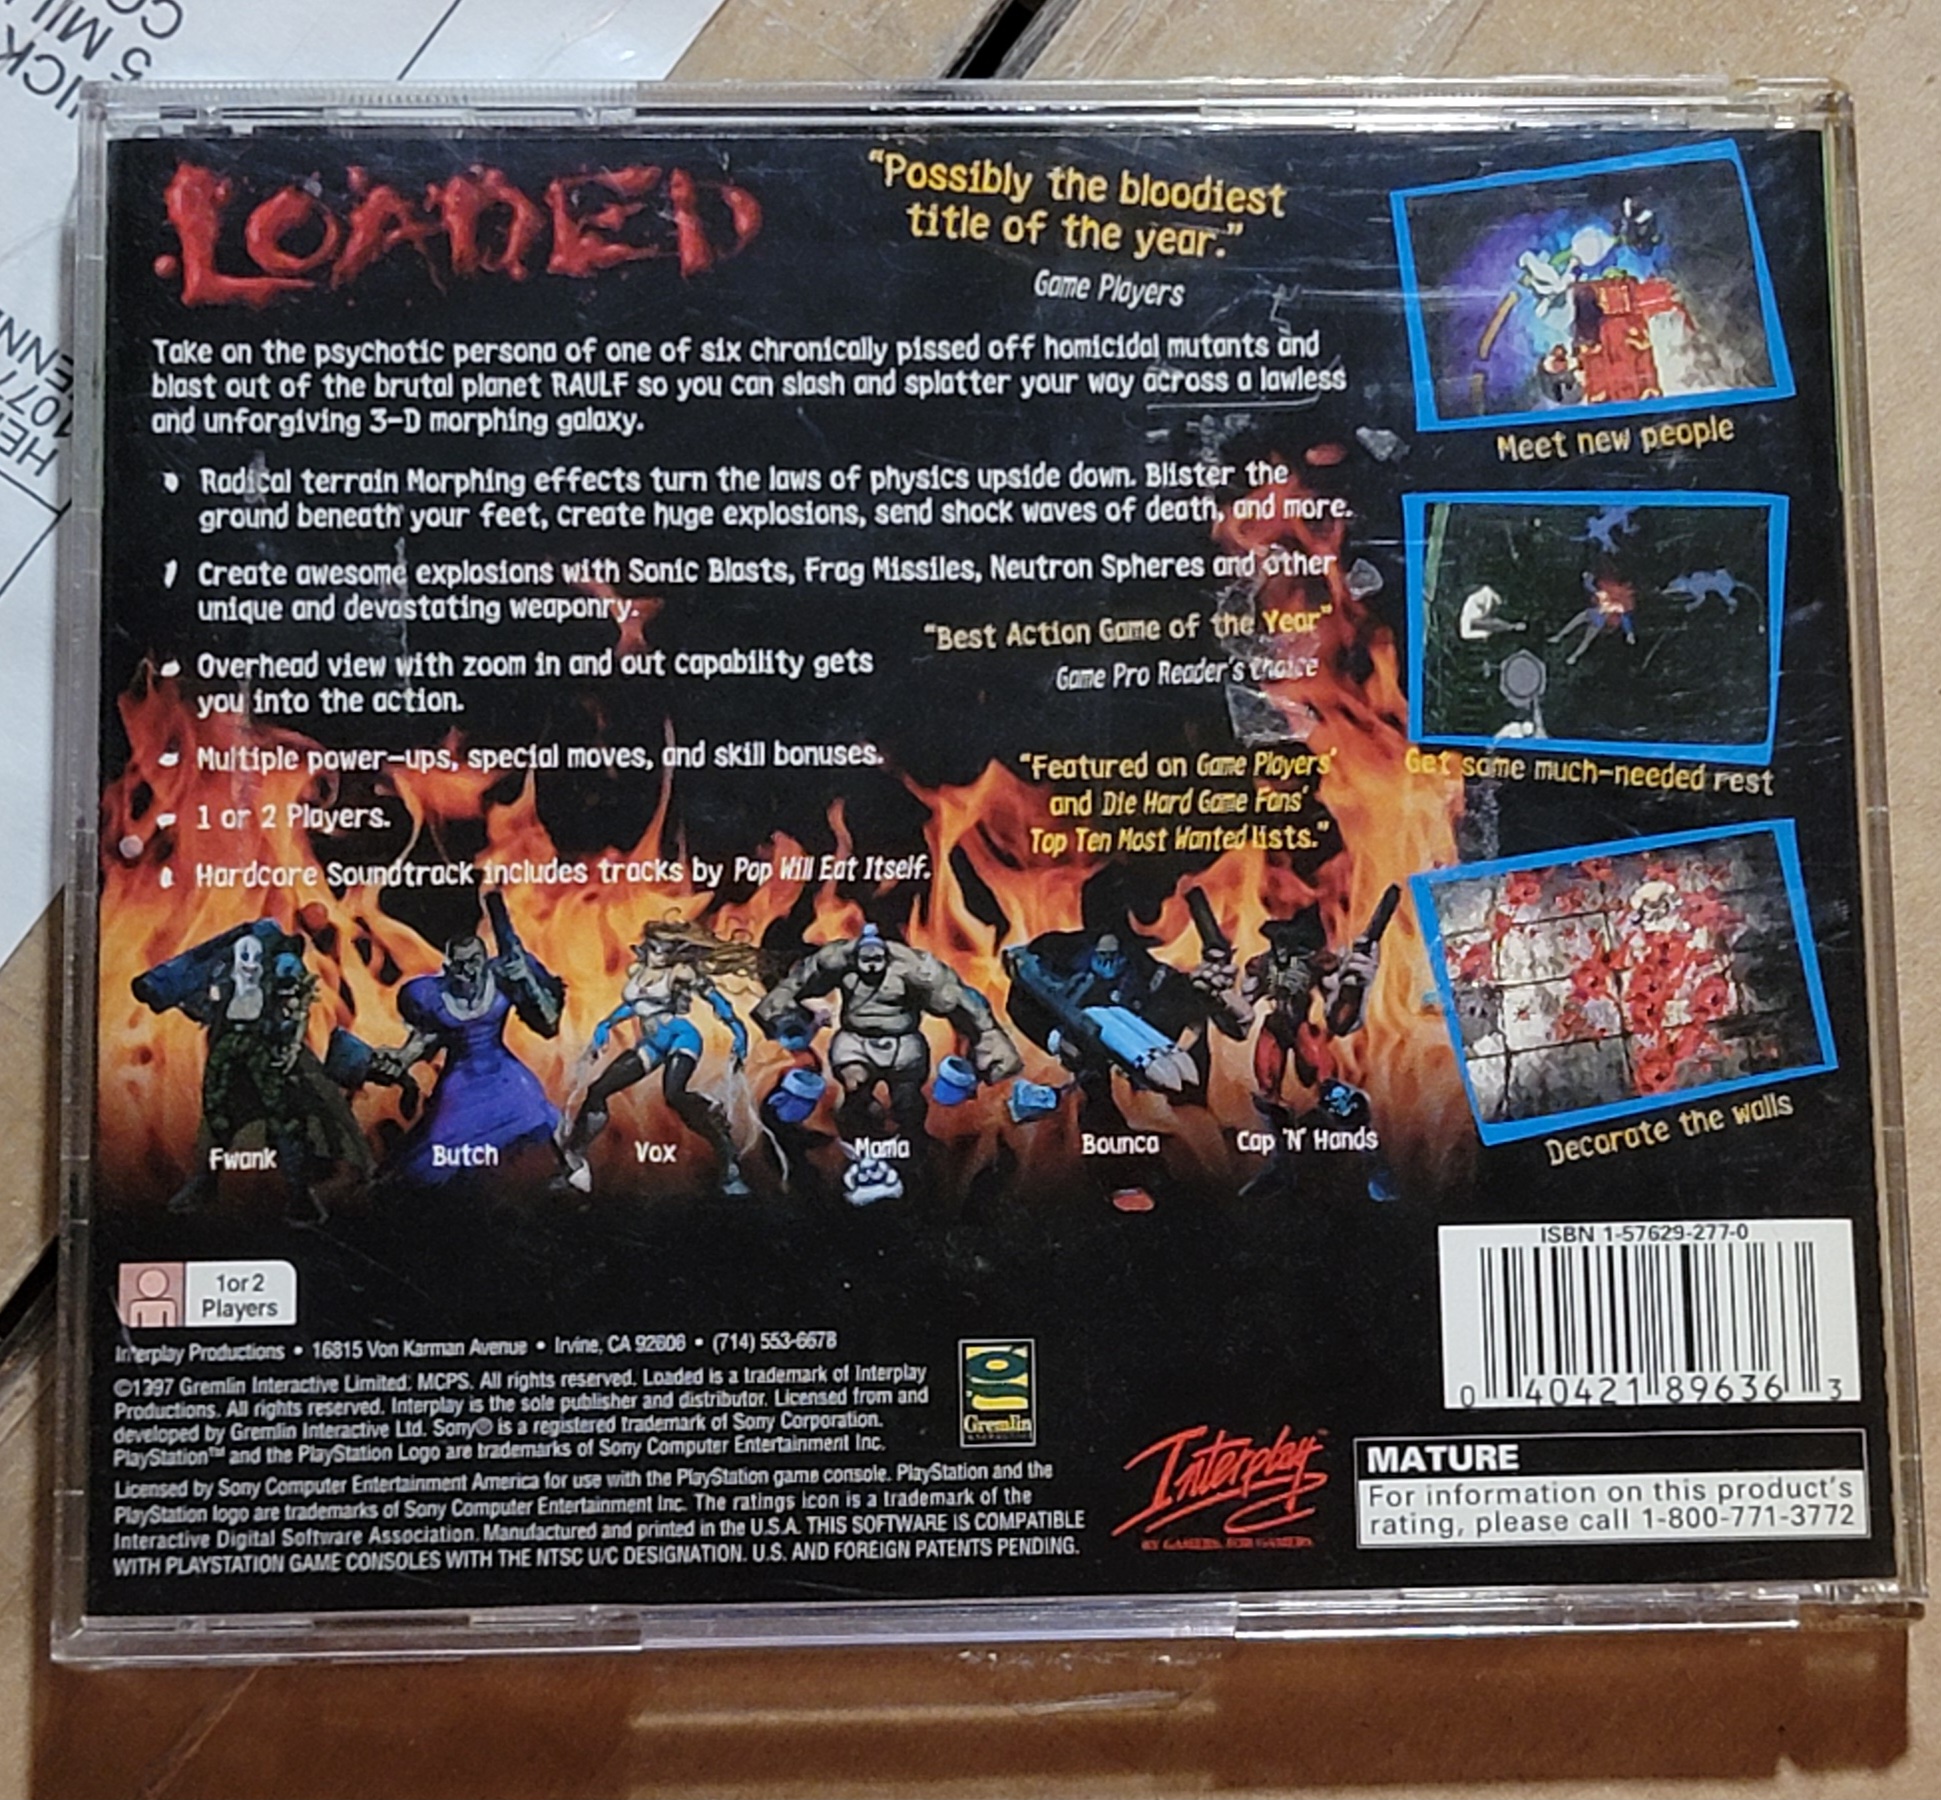 LOADED
"Possibly the bloodiest
title of the year."
Game Players
Take on the psychotic persona of one of six chronically pissed off homicidal mutants and
blast out of the brutal planet RAULF so you can slash and splatter your way across a lawless
and unforgiving 3-D morphing galaxy.
Radical terrain Morphing effects turn the laws of physics upside down. Blister the
ground beneath your feet, create huge explosions, send shock waves of death, and more.
Create awesome explosions with Sonic Blasts, Frag Missiles, Neutron Spheres and other
unique and devastating weaponry.
Overhead view with zoom in and out capability gets
you into the action.
Multiple power-ups, special moves, and skill bonuses.
1 or 2 Players.
Hardcore Soundtrack includes tracks by Pop Will Eat Itself.
"Best Action Game of the Year"
Game Pro Reader's Choice
"Featured on Game Players'
and Die Hard Game Fans'
Top Ten Most Wanted lists."
Meet new people
Get some much-needed rest
Decorate the walls
Fwank
Butch
Vox
Mama
Bounca
Cap 'N' Hands
1 or 2
Players
Interplay Productions • 16815 Von Karman Avenue • Irvine, CA 92606 • (714) 553-6678
©1997 Gremlin Interactive Limited. MCPS. All rights reserved. Loaded is a trademark of Interplay
Productions. All rights reserved. Interplay is the sole publisher and distributor. Licensed from and
developed by Gremlin Interactive Ltd. Sony® is a registered trademark of Sony Corporation.
PlayStation™ and the PlayStation Logo are trademarks of Sony Computer Entertainment Inc.
Licensed by Sony Computer Entertainment America for use with the PlayStation game console. PlayStation and the
PlayStation logo are trademarks of Sony Computer Entertainment Inc. The ratings icon is a trademark of the
Interactive Digital Software Association. Manufactured and printed in the U.S.A. THIS SOFTWARE IS COMPATIBLE
WITH PLAYSTATION GAME CONSOLES WITH THE NTSC U/C DESIGNATION. U.S. AND FOREIGN PATENTS PENDING.
Gremlin
INTERACTIVE
Interplay™
BY GAMERS. FOR GAMERS.
ISBN 1-57629-277-0
0 40421 89636 3
MATURE
For information on this product's
rating, please call 1-800-771-3772
5 MIL